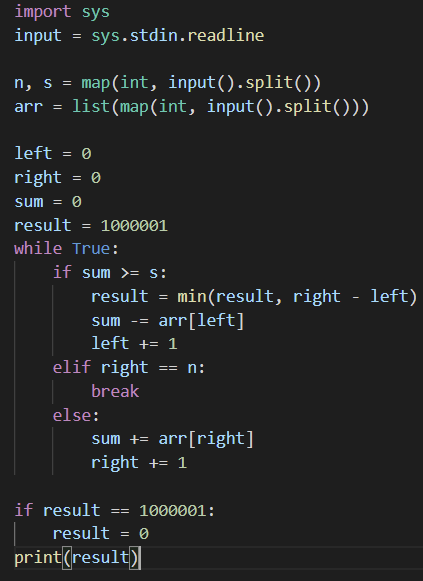 import sys
input = sys.stdin.readline

n, s = map(int, input().split())
arr = list(map(int, input().split()))

left = 0
right = 0
sum = 0
result = 1000001
while True:
    if sum >= s:
        result = min(result, right - left)
        sum -= arr[left]
        left += 1
    elif right == n:
        break
    else:
        sum += arr[right]
        right += 1

if result == 1000001:
    result = 0
print(result)